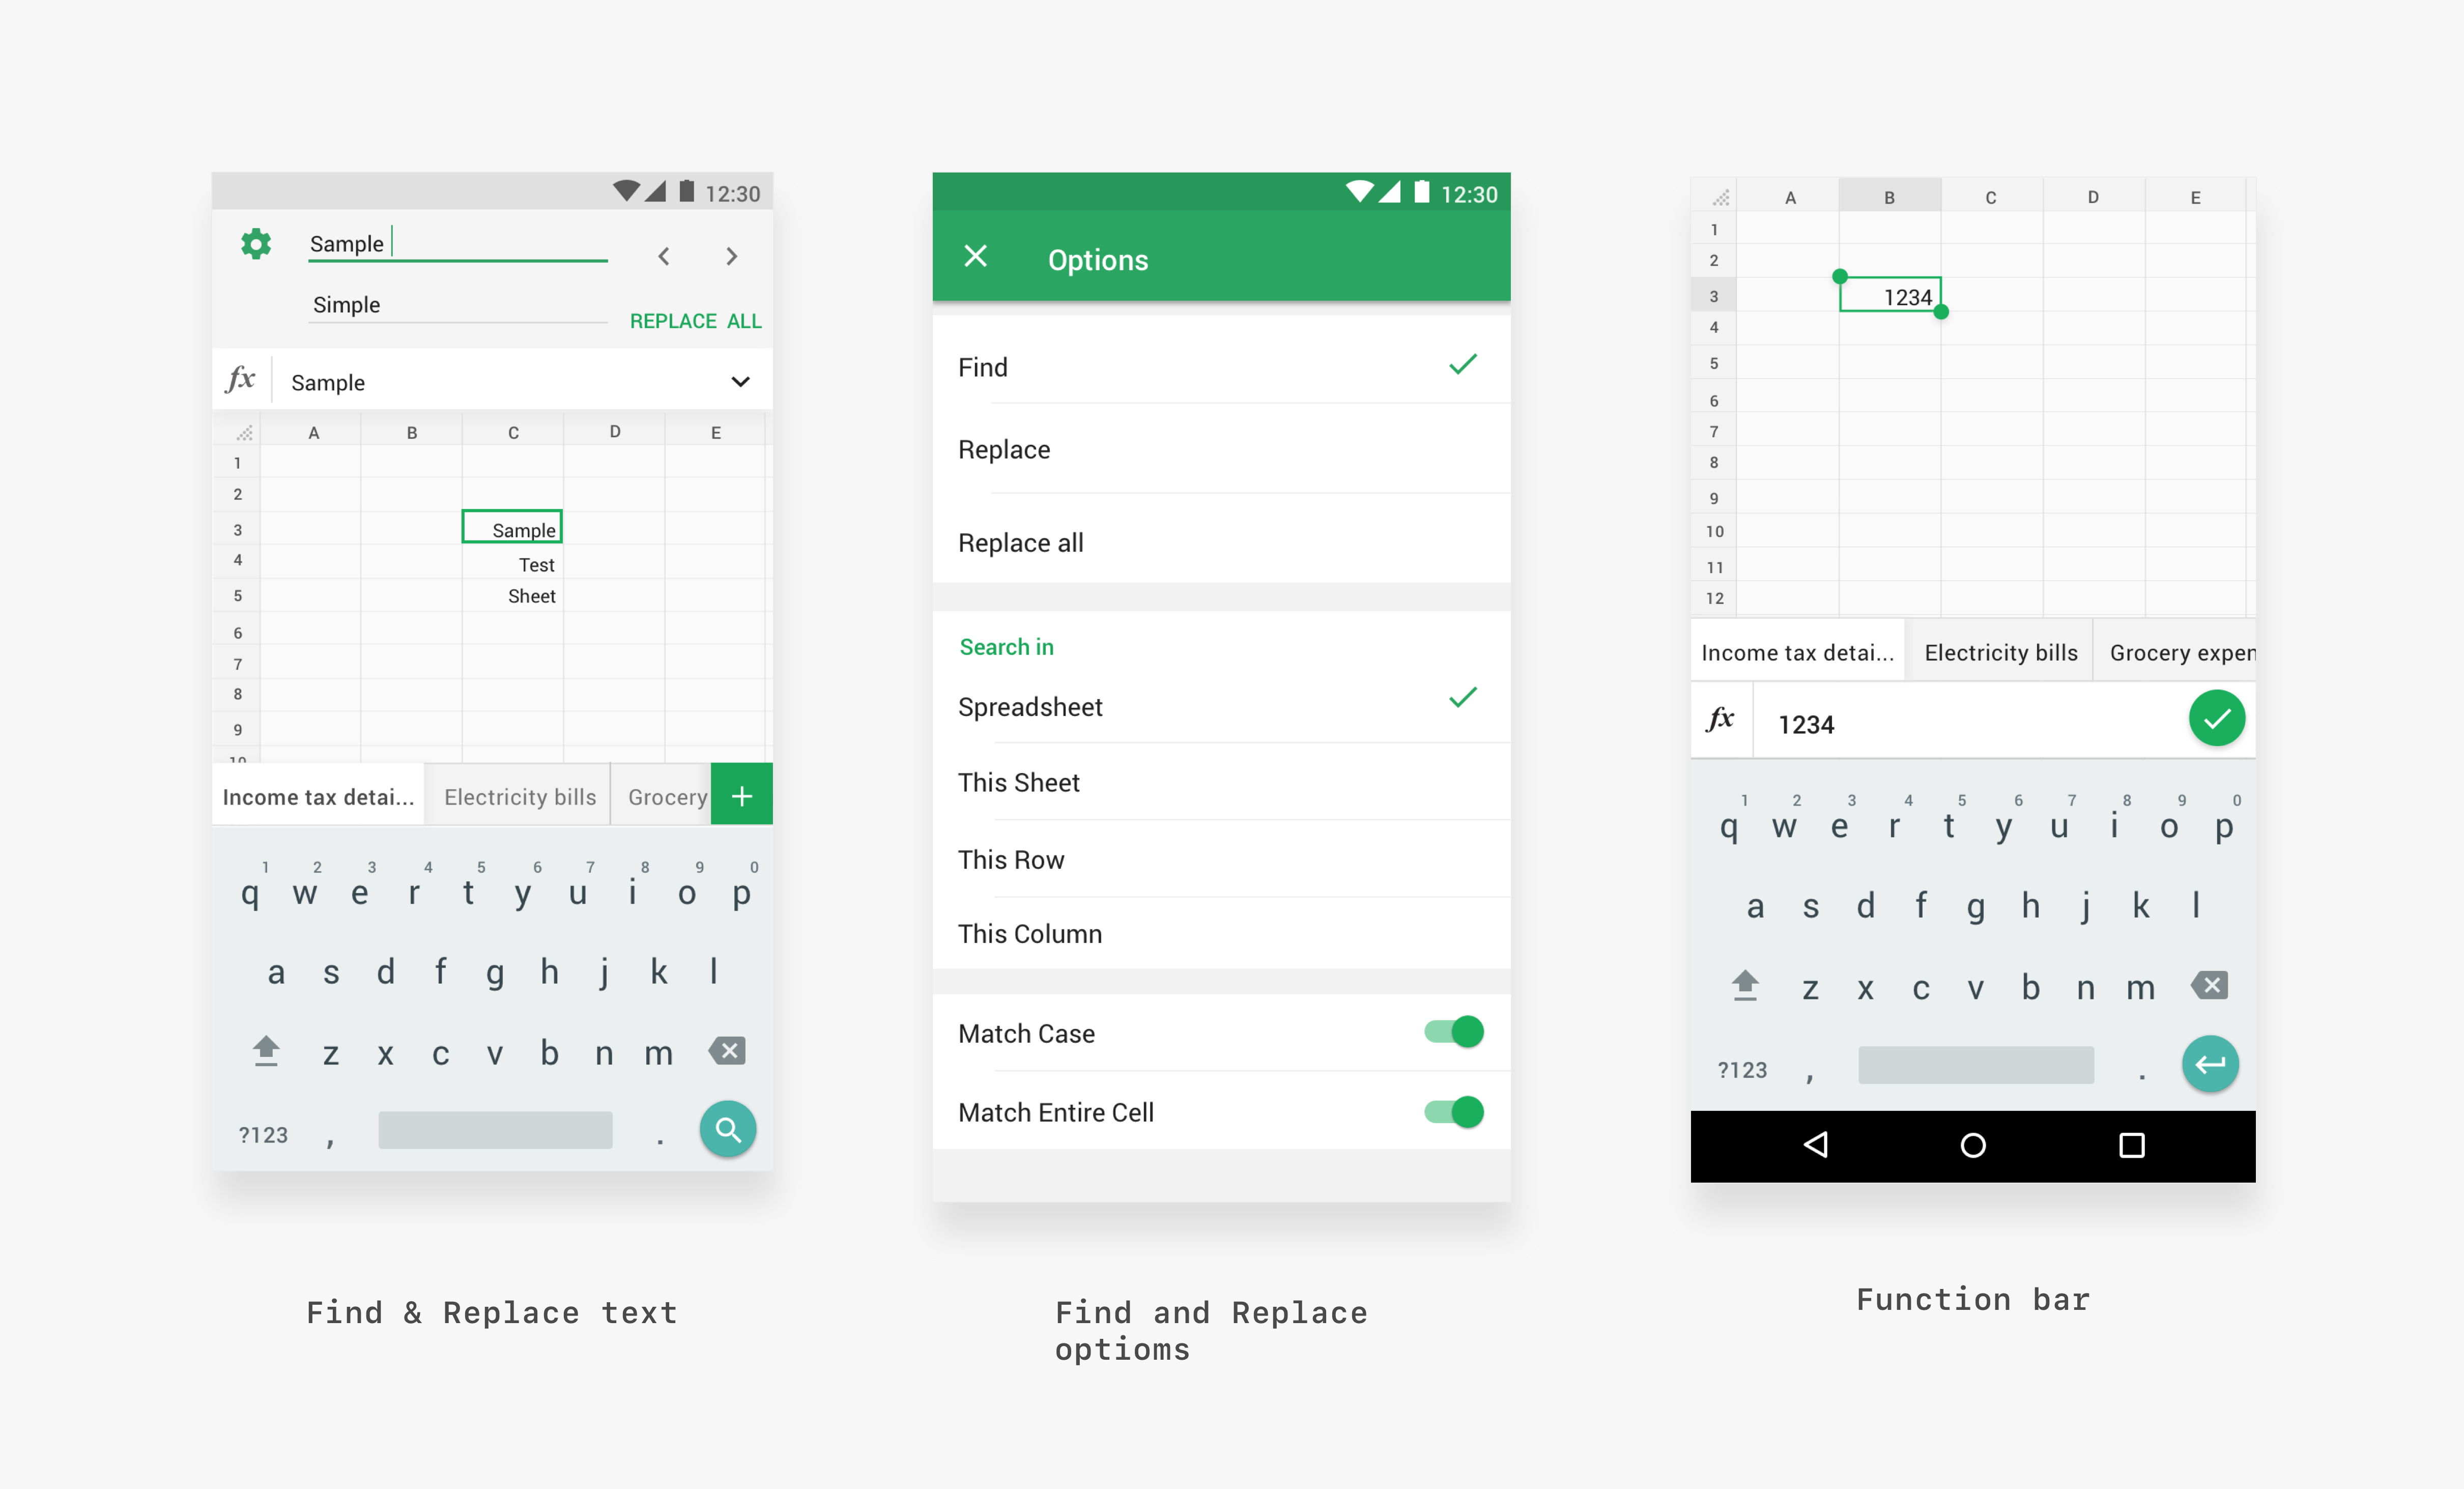 12:30
Sample
Simple
REPLACE ALL
fx Sample
A B C D E
1
2
3 Sample
4 Test
5 Sheet
6
7
8
9
10
Income tax detai... Electricity bills Grocery +
1 2 3 4 5 6 7 8 9 0
q w e r t y u i o p
a s d f g h j k l
z x c v b n m
?123 , .
Find & Replace text
12:30
Options
Find
Replace
Replace all
Search in
Spreadsheet
This Sheet
This Row
This Column
Match Case
Match Entire Cell
Find and Replace
optioms
A B C D E
1
2
3 1234
4
5
6
7
8
9
10
11
12
Income tax detai... Electricity bills Grocery expen
fx 1234
1 2 3 4 5 6 7 8 9 0
q w e r t y u i o p
a s d f g h j k l
z x c v b n m
?123 , .
Function bar